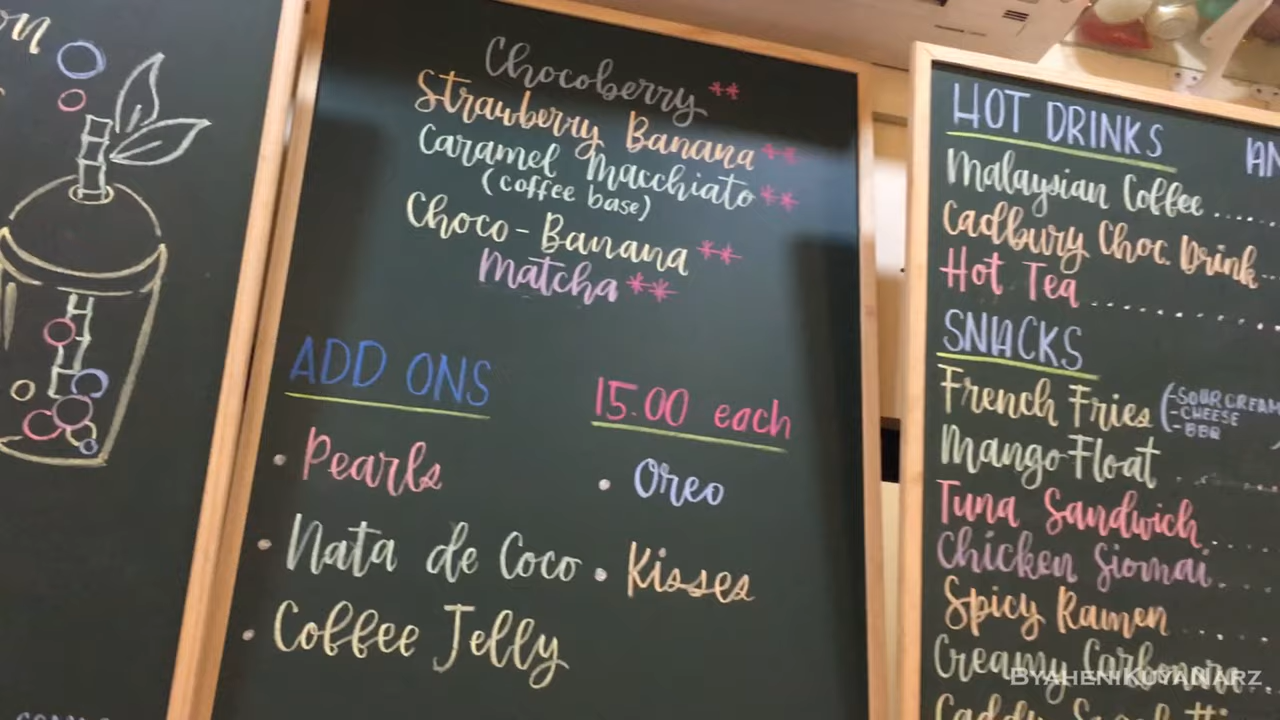 Chocoberry **
Strawberry Banana **
Caramel Macchiato **
(coffee base)
Choco-Banana **
Matcha **
ADD ONS
15.00 each
• Pearls
• Oreo
• Nata de Coco
• Kisses
• Coffee Jelly
HOT DRINKS
Malaysian Coffee .....
Cadbury Choc. Drink..
Hot Tea ..........
SNACKS
French Fries (-SOUR CREAM
-CHEESE
-BBQ
Mango Float
Tuna Sandwich
Chicken Siomai
Spicy Ramen
Creamy Carbonara
BYAHENIKUYANARZ